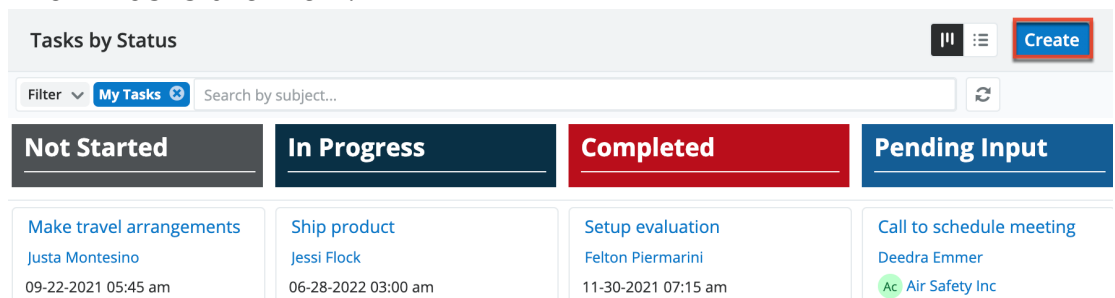 Tasks by Status
Create
Filter
My Tasks
Search by subject...
Not Started
In Progress
Completed
Pending Input
Make travel arrangements
Justa Montesino
09-22-2021 05:45 am
Ship product
Jessi Flock
06-28-2022 03:00 am
Setup evaluation
Felton Piermarini
11-30-2021 07:15 am
Call to schedule meeting
Deedra Emmer
Ac Air Safety Inc